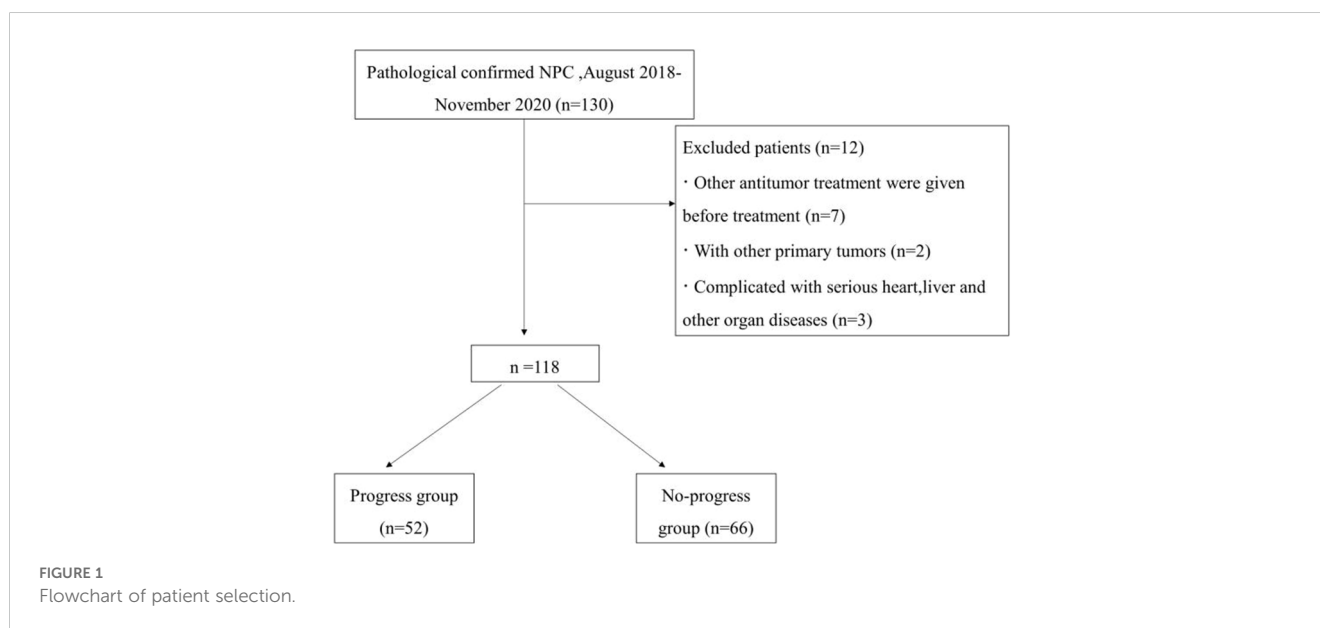 Pathological confirmed NPC ,August 2018-
November 2020 (n=130)
Excluded patients (n=12)
· Other antitumor treatment were given
before treatment (n=7)
· With other primary tumors (n=2)
· Complicated with serious heart,liver and
other organ diseases (n=3)
n =118
Progress group
(n=52)
No-progress
group (n=66)
FIGURE 1
Flowchart of patient selection.